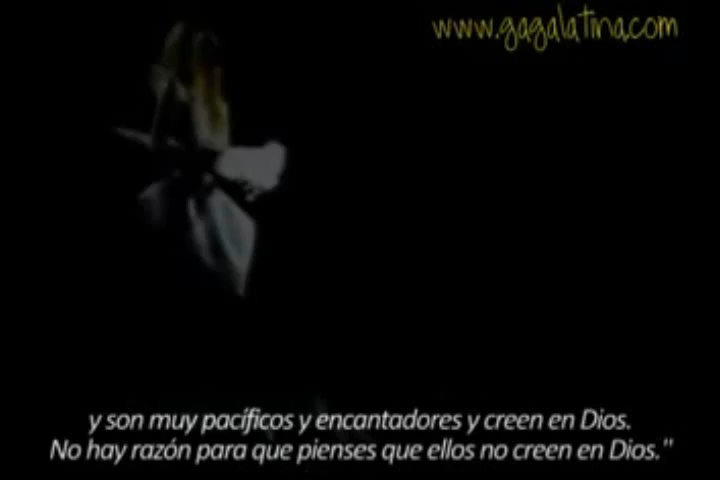 www.gagalatina.com
y son muy pacíficos y encantadores y creen en Dios.
No hay razón para que pienses que ellos no creen en Dios."